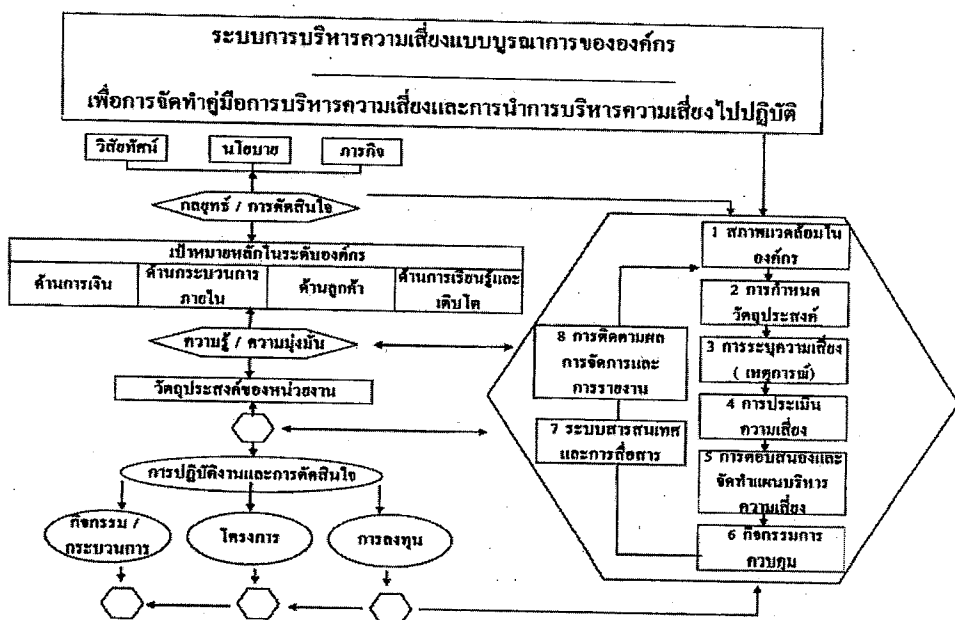 ระบบการบริหารความเสี่ยงแบบบูรณาการขององค์กร
เพื่อการจัดทำคู่มือการบริหารความเสี่ยงและการนำการบริหารความเสี่ยงไปปฏิบัติ
วิสัยทัศน์
นโยบาย
ภารกิจ
กลยุทธ์ / การตัดสินใจ
เป้าหมายหลักในระดับองค์กร
ด้านการเงิน
ด้านกระบวนการ
ภายใน
ด้านลูกค้า
ด้านการเรียนรู้และ
เติบโต
ความรู้ / ความมุ่งมั่น
วัตถุประสงค์ของหน่วยงาน
การปฏิบัติงานและการตัดสินใจ
กิจกรรม /
กระบวนการ
โครงการ
การลงทุน
1 สภาพแวดล้อมใน
องค์กร
2 การกำหนด
วัตถุประสงค์
3 การระบุความเสี่ยง
( เหตุการณ์)
4 การประเมิน
ความเสี่ยง
5 การตอบสนองและ
จัดทำแผนบริหาร
ความเสี่ยง
6 กิจกรรมการ
ควบคุม
7 ระบบสารสนเทศ
และการสื่อสาร
8 การติดตามผล
การจัดการและ
การรายงาน